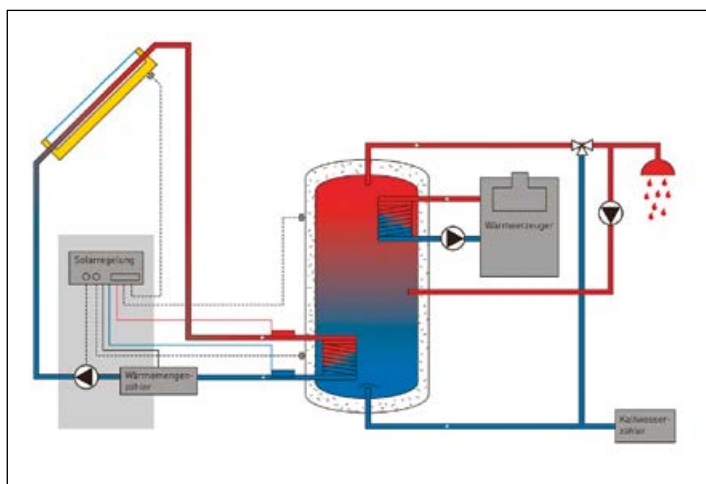 Solarregelung
Wärmeerzeuger
Wärmemengen-
zähler
Kaltwasser-
zähler